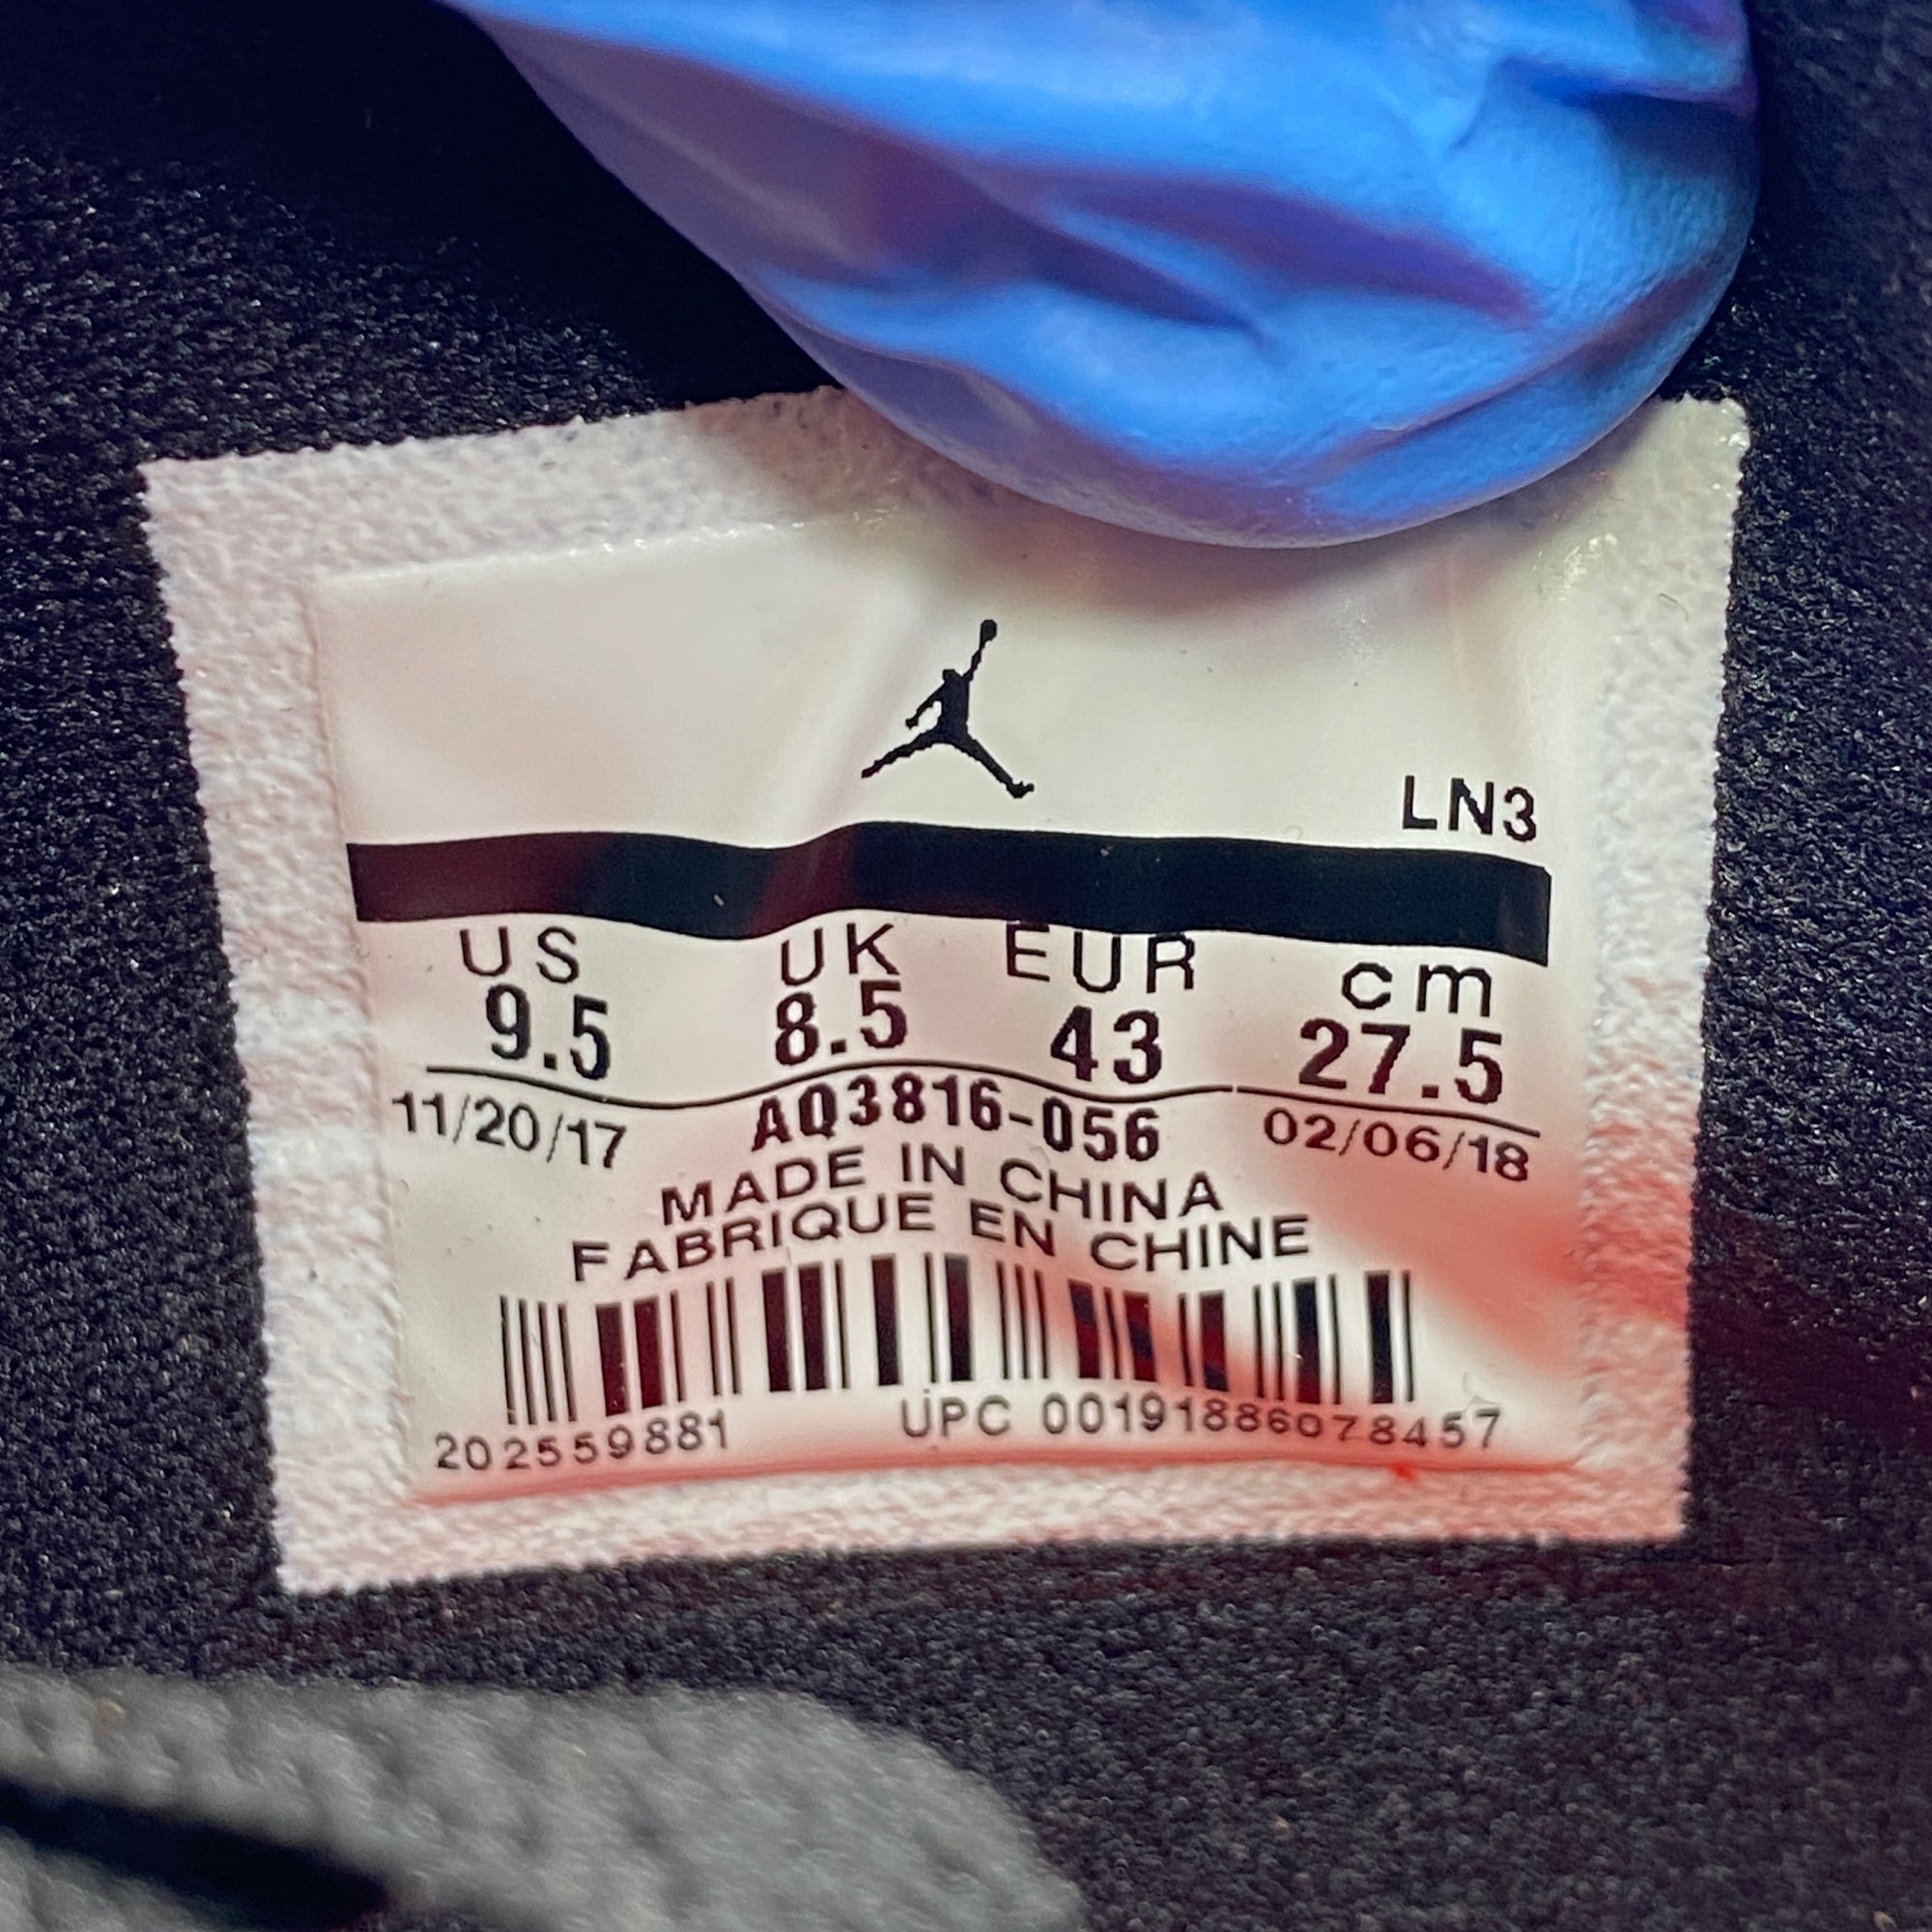 LN3
US UK EUR cm
9.5 8.5 43 27.5
11/20/17 AQ3816-056 02/06/18
MADE IN CHINA
FABRIQUE EN CHINE
202559881 UPC 00191886078457